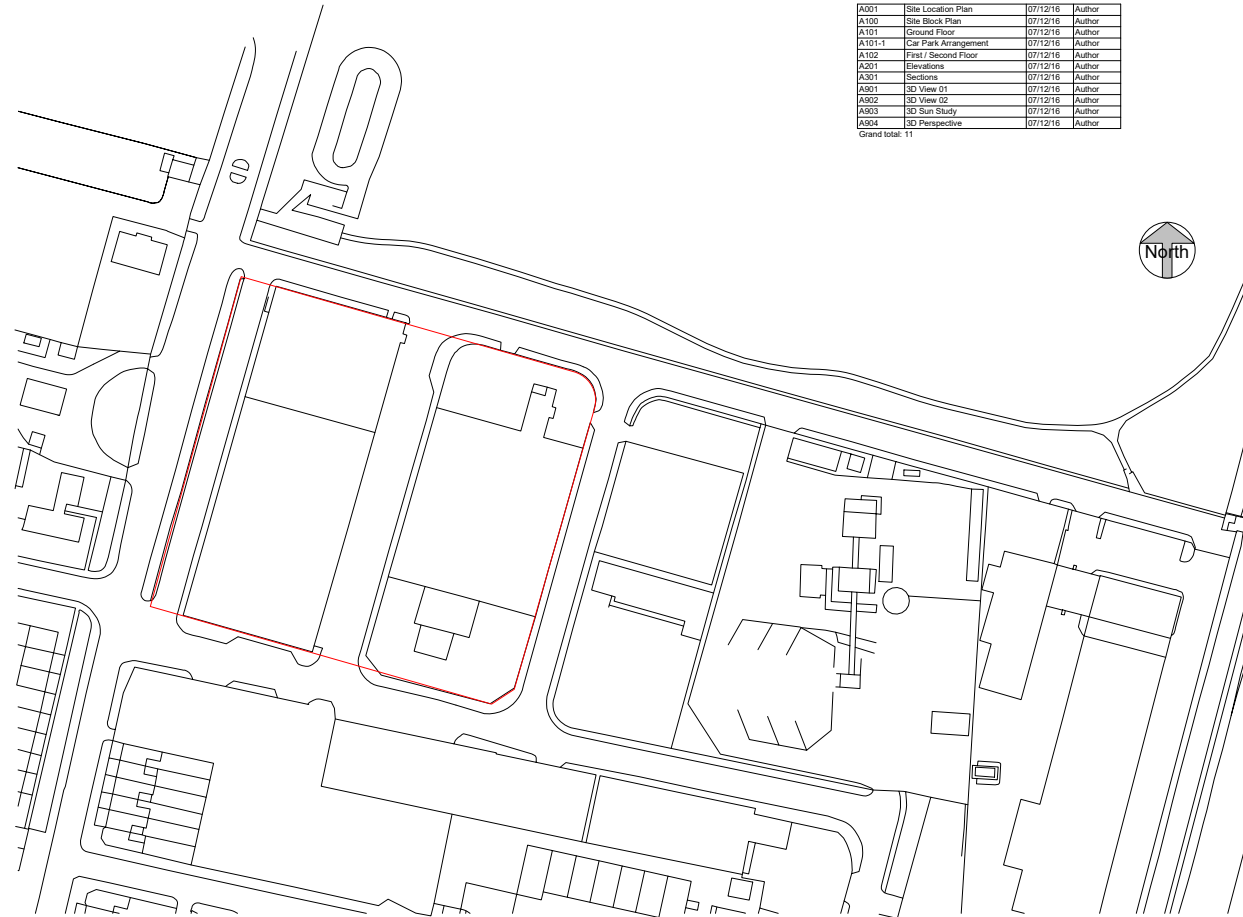 A001 Site Location Plan 07/12/16 Author
A100 Site Block Plan 07/12/16 Author
A101 Ground Floor 07/12/16 Author
A101-1 Car Park Arrangement 07/12/16 Author
A102 First / Second Floor 07/12/16 Author
A201 Elevations 07/12/16 Author
A301 Sections 07/12/16 Author
A901 3D View 01 07/12/16 Author
A902 3D View 02 07/12/16 Author
A903 3D Sun Study 07/12/16 Author
A904 3D Perspective 07/12/16 Author
Grand total: 11
North